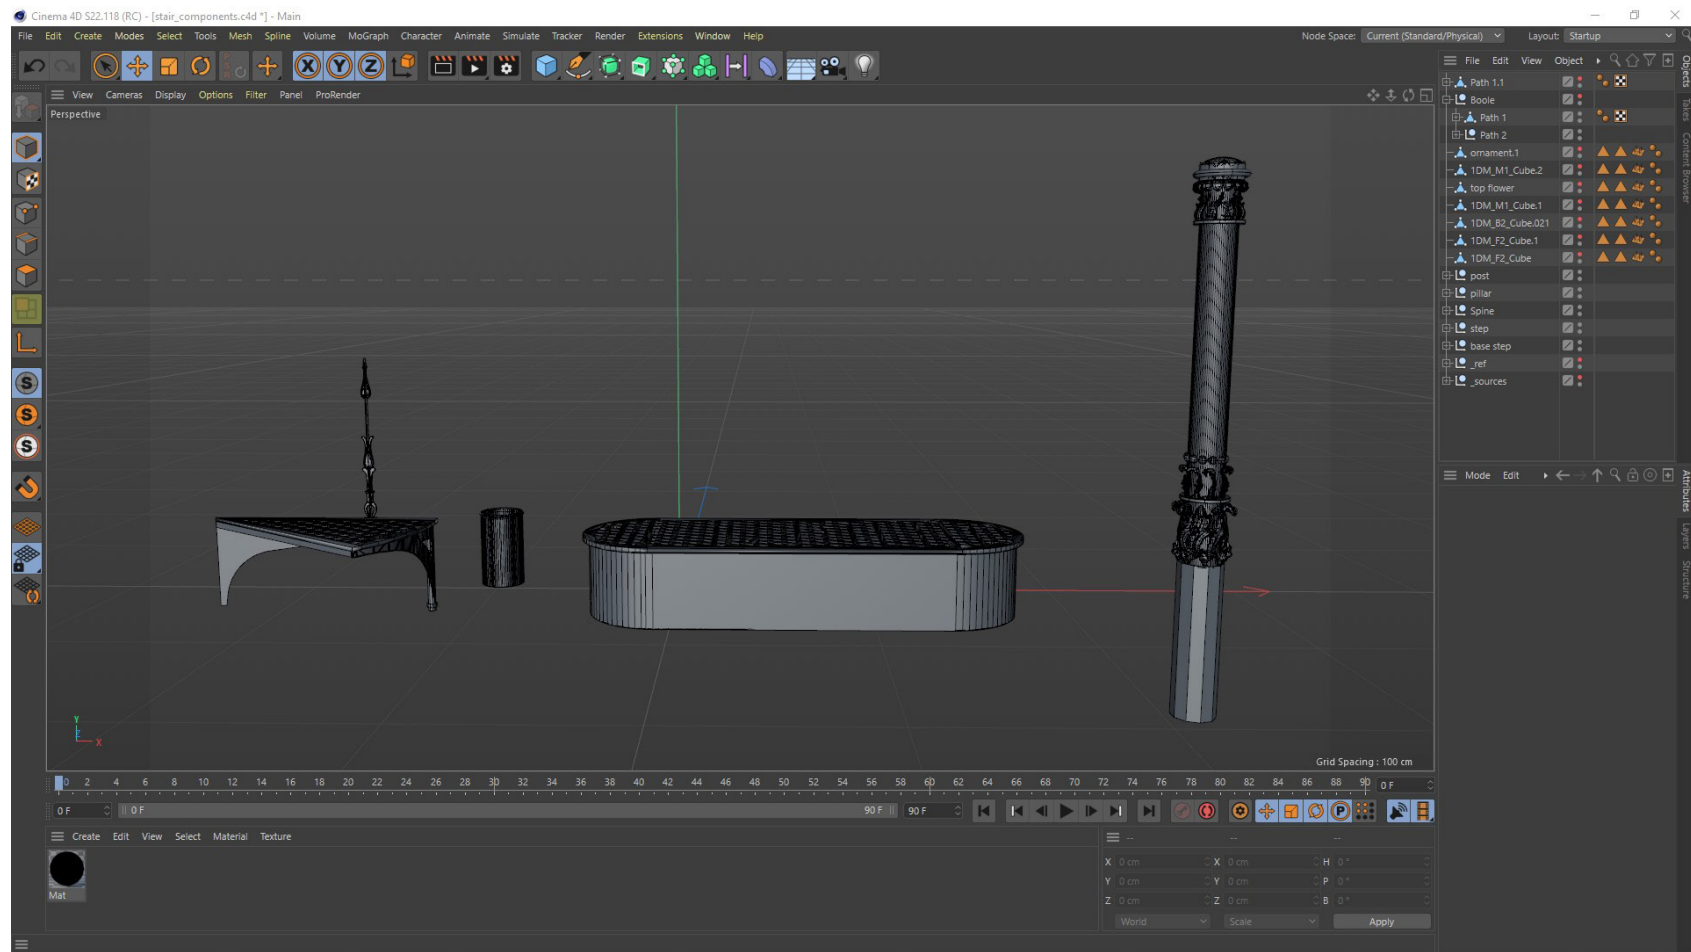 Cinema 4D S22.118 (RC) - [stair_components.c4d *] - Main
File Edit Create Modes Select Tools Mesh Spline Volume MoGraph Character Animate Simulate Tracker Render Extensions Window Help
Node Space: Current (Standard/Physical) Layout: Startup
File Edit View Object
Objects
Takes
Content Browser
View Cameras Display Options Filter Panel ProRender
Perspective
Path 1.1
Boole
Path 1
Path 2
ornament.1
1DM_M1_Cube.2
top flower
1DM_M1_Cube.1
1DM_B2_Cube.021
1DM_F2_Cube.1
1DM_F2_Cube
post
pillar
Spine
step
base step
_ref
_sources
Mode Edit
Attributes
Layers
Structure
Y
Z
X
Grid Spacing : 100 cm
0 2 4 6 8 10 12 14 16 18 20 22 24 26 28 30 32 34 36 38 40 42 44 46 48 50 52 54 56 58 60 62 64 66 68 70 72 74 76 78 80 82 84 86 88 90 0 F
0 F 0 F 90 F 90 F
Create Edit View Select Material Texture
Mat
-- -- --
X 0 cm X 0 cm H 0 °
Y 0 cm Y 0 cm P 0 °
Z 0 cm Z 0 cm B 0 °
World Scale Apply